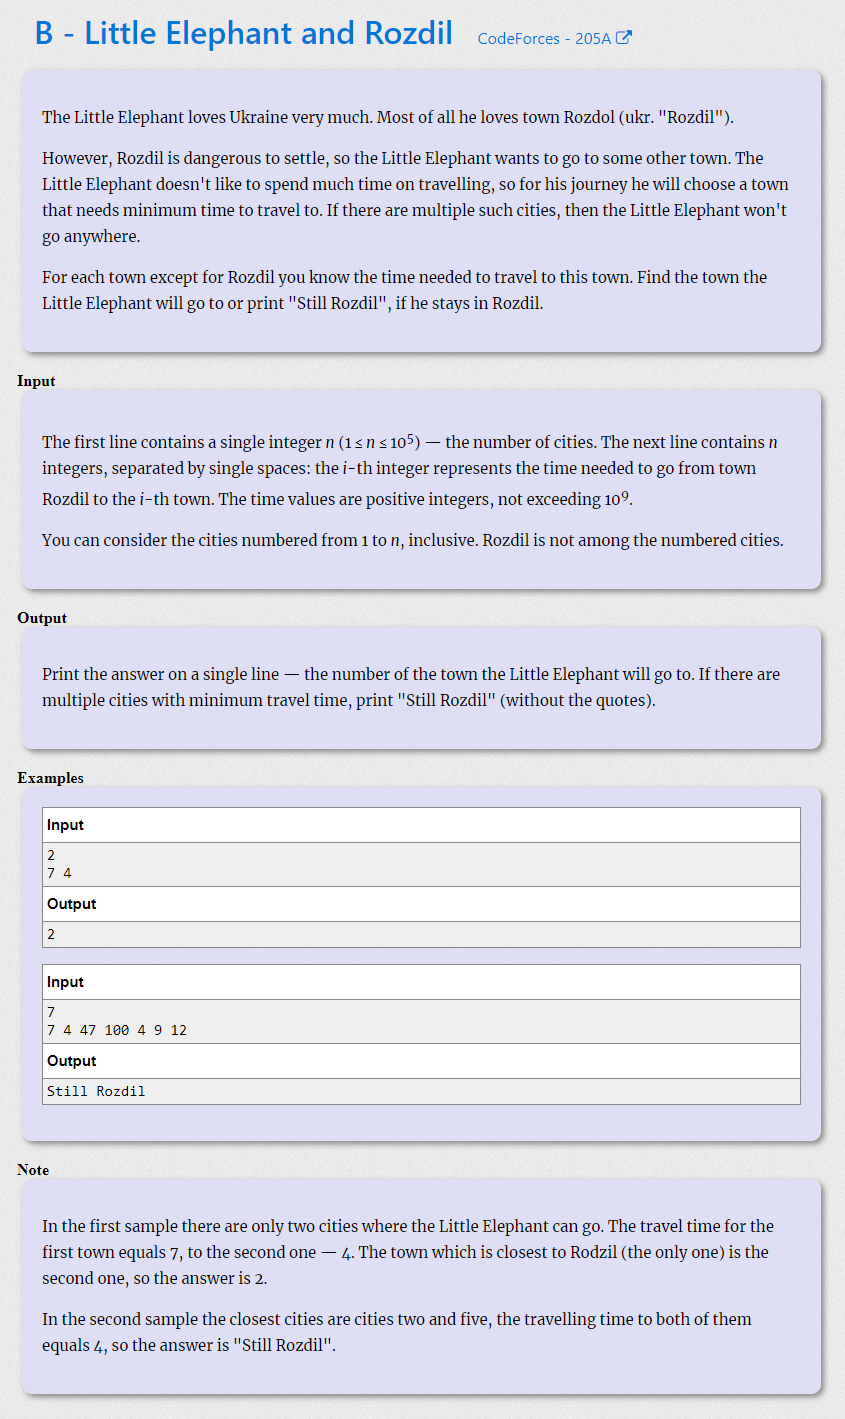 B - Little Elephant and Rozdil CodeForces - 205A
The Little Elephant loves Ukraine very much. Most of all he loves town Rozdol (ukr. "Rozdil").
However, Rozdil is dangerous to settle, so the Little Elephant wants to go to some other town. The
Little Elephant doesn't like to spend much time on travelling, so for his journey he will choose a town
that needs minimum time to travel to. If there are multiple such cities, then the Little Elephant won't
go anywhere.
For each town except for Rozdil you know the time needed to travel to this town. Find the town the
Little Elephant will go to or print "Still Rozdil", if he stays in Rozdil.
Input
The first line contains a single integer n (1 ≤ n ≤ 10⁵) — the number of cities. The next line contains n
integers, separated by single spaces: the i-th integer represents the time needed to go from town
Rozdil to the i-th town. The time values are positive integers, not exceeding 10⁹.
You can consider the cities numbered from 1 to n, inclusive. Rozdil is not among the numbered cities.
Output
Print the answer on a single line — the number of the town the Little Elephant will go to. If there are
multiple cities with minimum travel time, print "Still Rozdil" (without the quotes).
Examples
Input
2
7 4
Output
2
Input
7
7 4 47 100 4 9 12
Output
Still Rozdil
Note
In the first sample there are only two cities where the Little Elephant can go. The travel time for the
first town equals 7, to the second one — 4. The town which is closest to Rodzil (the only one) is the
second one, so the answer is 2.
In the second sample the closest cities are cities two and five, the travelling time to both of them
equals 4, so the answer is "Still Rozdil".